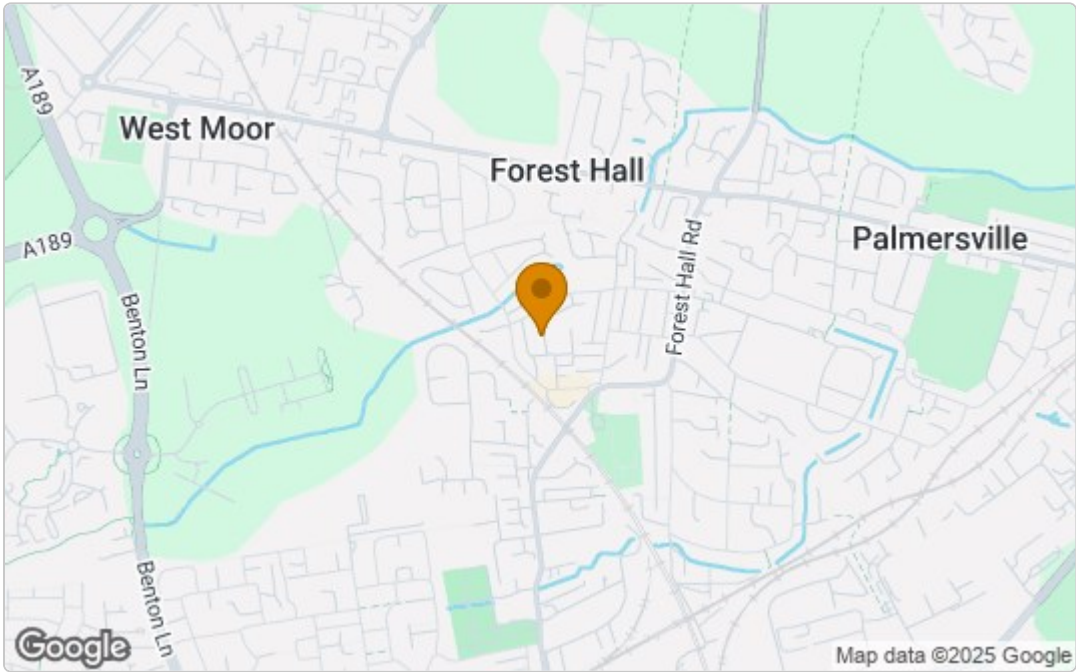 A189
West Moor
Forest Hall
A189
Forest Hall Rd
Palmersville
Benton Ln
Benton Ln
Google
Map data ©2025 Google